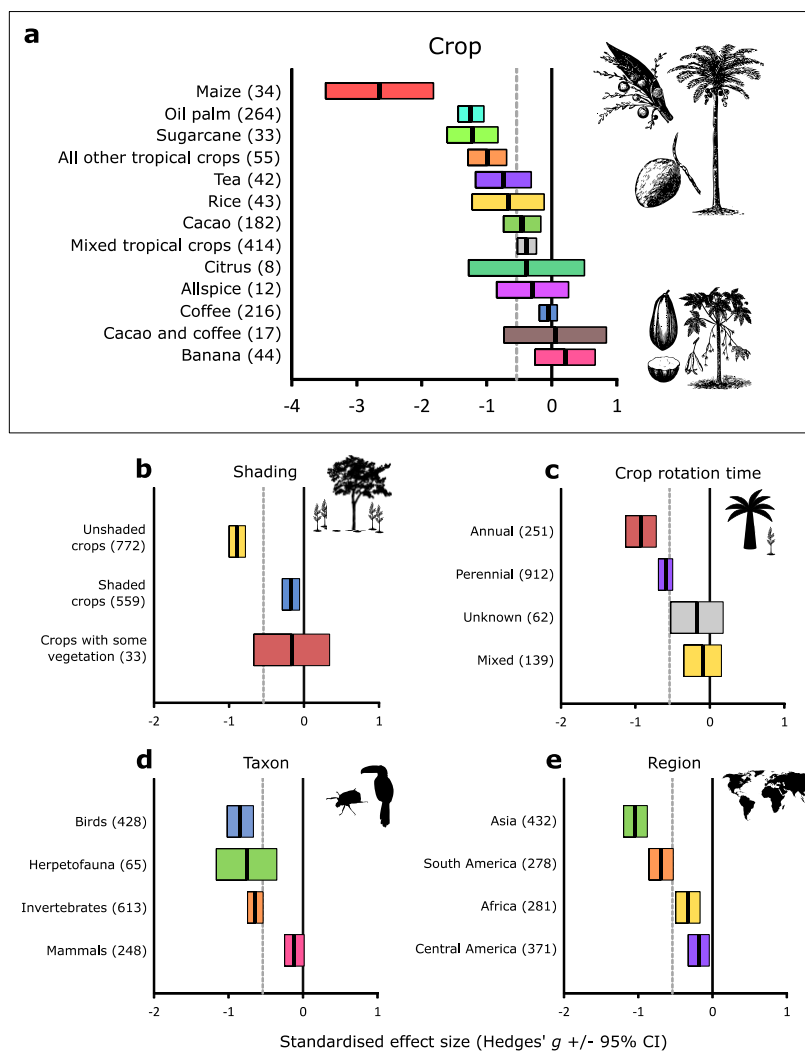 a
Crop
Maize (34)
Oil palm (264)
Sugarcane (33)
All other tropical crops (55)
Tea (42)
Rice (43)
Cacao (182)
Mixed tropical crops (414)
Citrus (8)
Allspice (12)
Coffee (216)
Cacao and coffee (17)
Banana (44)
-4 -3 -2 -1 0 1
b
Shading
Unshaded
crops (772)
Shaded
crops (559)
Crops with some
vegetation (33)
-2 -1 0 1
c
Crop rotation time
Annual (251)
Perennial (912)
Unknown (62)
Mixed (139)
-2 -1 0 1
d
Taxon
Birds (428)
Herpetofauna (65)
Invertebrates (613)
Mammals (248)
-2 -1 0 1
e
Region
Asia (432)
South America (278)
Africa (281)
Central America (371)
-2 -1 0 1
Standardised effect size (Hedges' g +/- 95% CI)